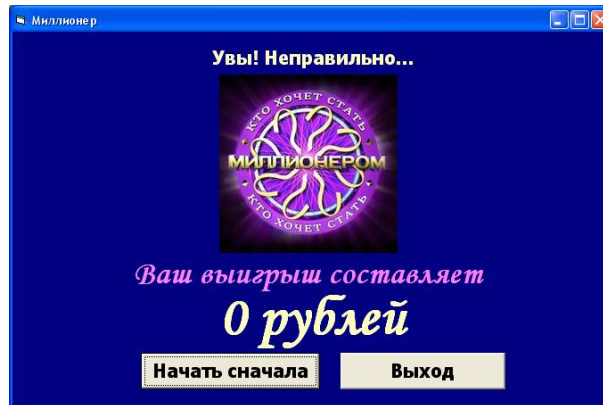 Миллионер
Увы! Неправильно...
КТО ХОЧЕТ СТАТЬ
МИЛЛИОНЕРОМ
КТО ХОЧЕТ СТАТЬ
Ваш выигрыш составляет
0 рублей
Начать сначала
Выход